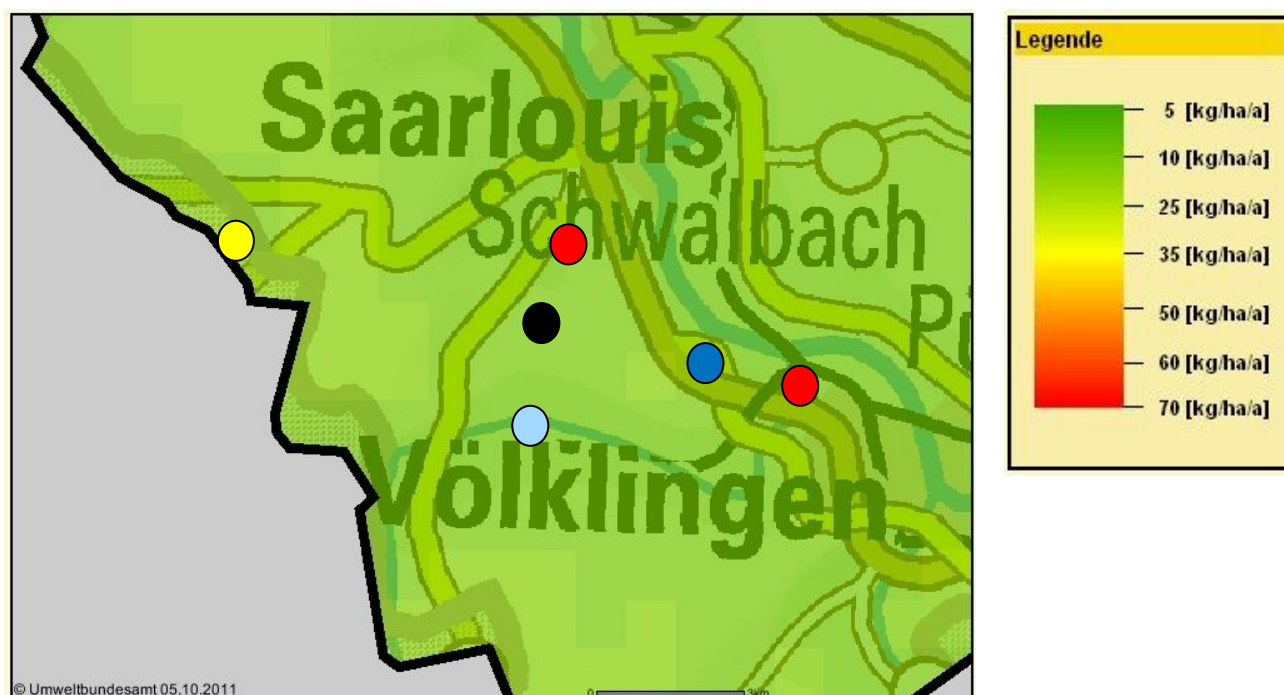 Saarlouis
Schwalbach
Pü
Völklingen
© Umweltbundesamt 05.10.2011
0 3km
Legende
5 [kg/ha/a]
10 [kg/ha/a]
25 [kg/ha/a]
35 [kg/ha/a]
50 [kg/ha/a]
60 [kg/ha/a]
70 [kg/ha/a]